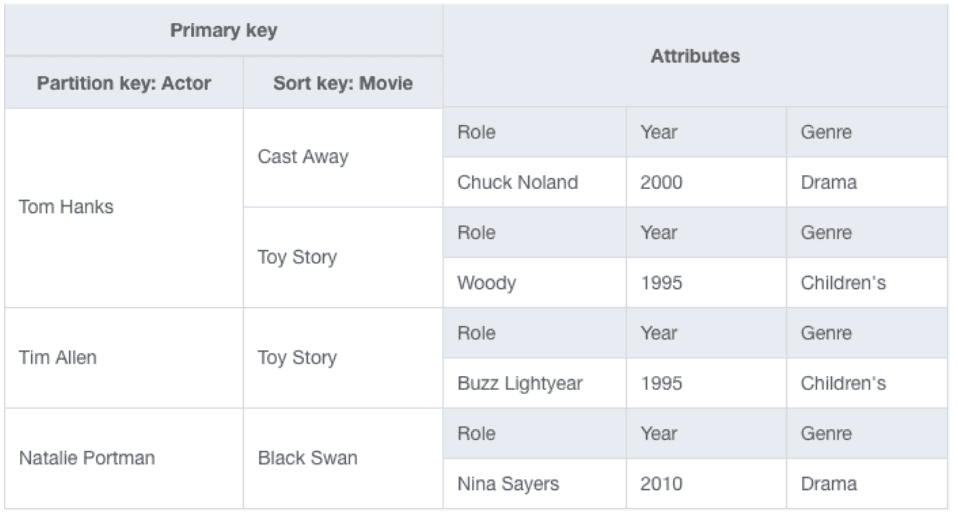 Primary key
Attributes
Partition key: Actor Sort key: Movie
Role Year Genre
Cast Away
Chuck Noland 2000 Drama
Tom Hanks
Role Year Genre
Toy Story
Woody 1995 Children's
Role Year Genre
Tim Allen Toy Story
Buzz Lightyear 1995 Children's
Role Year Genre
Natalie Portman Black Swan
Nina Sayers 2010 Drama